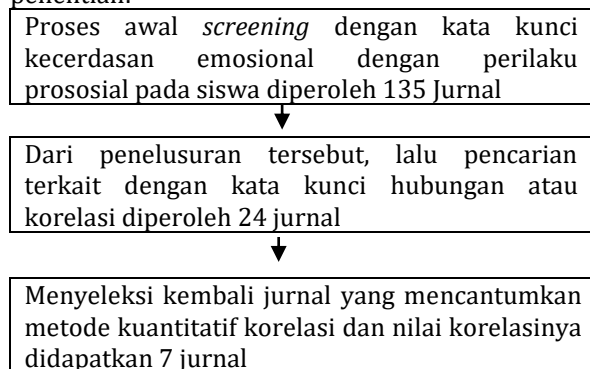 penelitian.
Proses awal screening dengan kata kunci
kecerdasan emosional dengan perilaku
prososial pada siswa diperoleh 135 Jurnal
Dari penelusuran tersebut, lalu pencarian
terkait dengan kata kunci hubungan atau
korelasi diperoleh 24 jurnal
Menyeleksi kembali jurnal yang mencantumkan
metode kuantitatif korelasi dan nilai korelasinya
didapatkan 7 jurnal